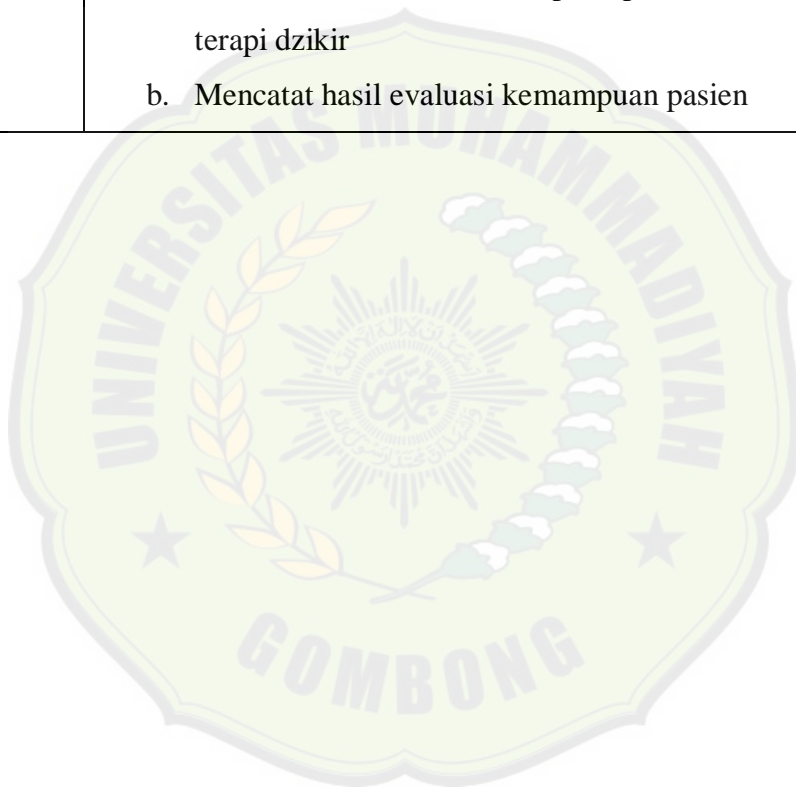 terapi dzikir
b. Mencatat hasil evaluasi kemampuan pasien
UNIVERSITAS MUHAMMADIYAH
GOMBONG